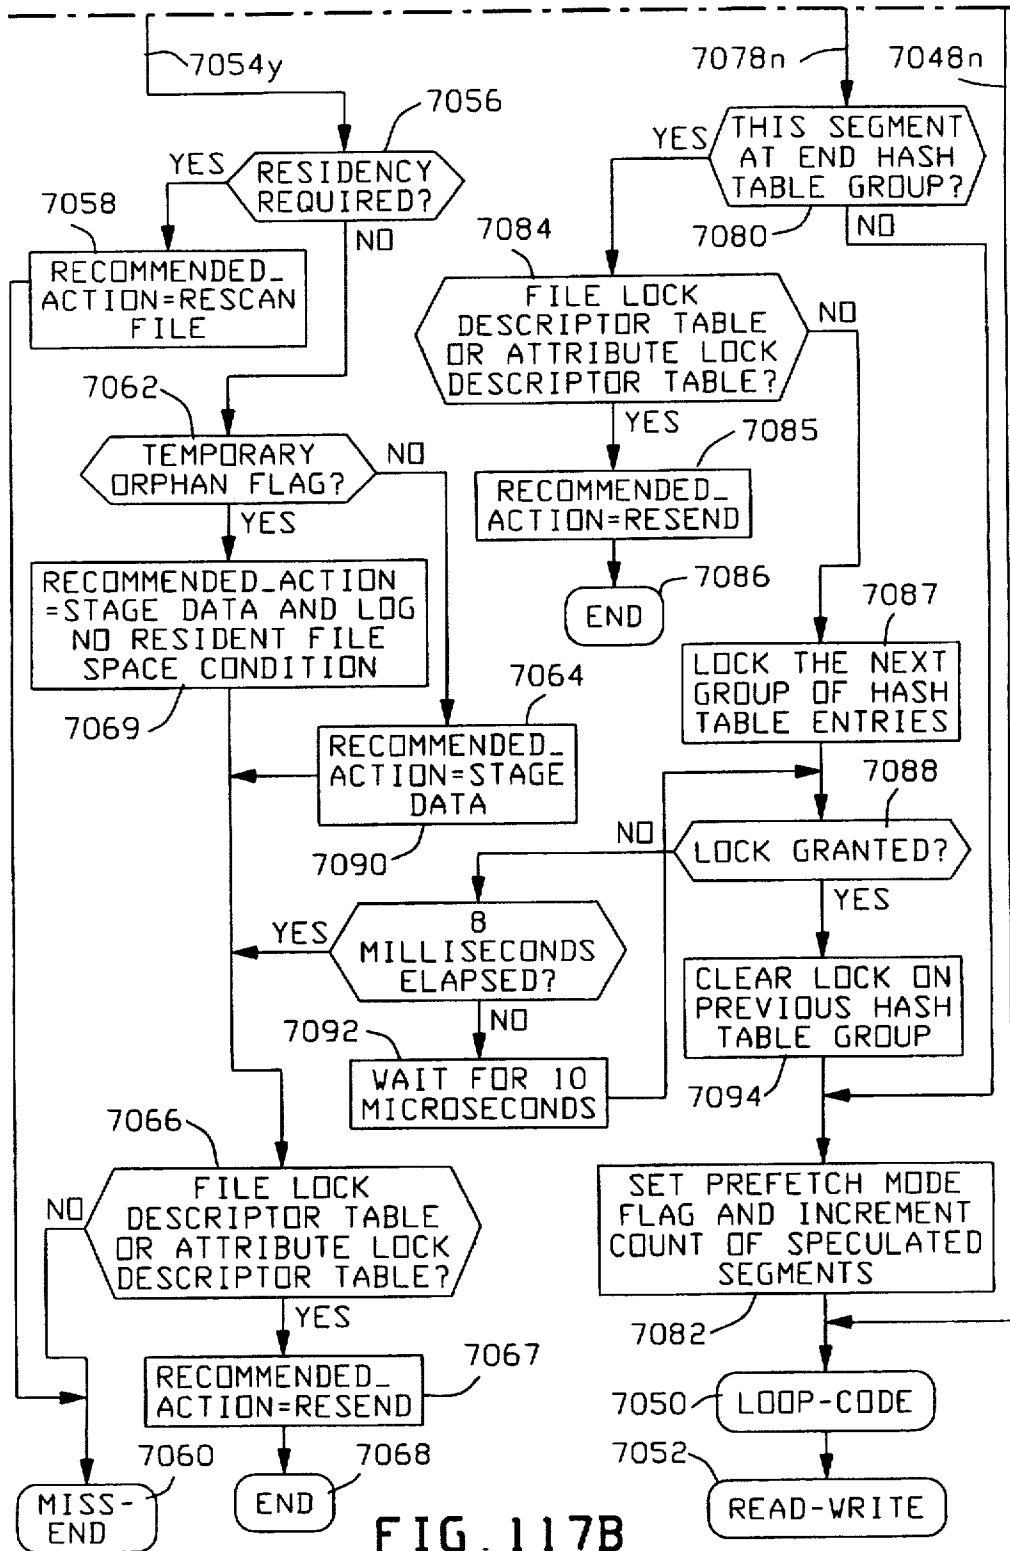 7054y
7078n
7048n
7056
THIS SEGMENT
AT END HASH
TABLE GROUP?
YES
YES
RESIDENCY
REQUIRED?
7058
7080
NO
NO
7084
RECOMMENDED_
ACTION=RESCAN
FILE
FILE LOCK
DESCRIPTOR TABLE
OR ATTRIBUTE LOCK
DESCRIPTOR TABLE?
NO
7062
YES
7085
TEMPORARY
ORPHAN FLAG?
NO
RECOMMENDED_
ACTION=RESEND
YES
RECOMMENDED_ACTION
=STAGE DATA AND LOG
NO RESIDENT FILE
SPACE CONDITION
7086
END
7087
LOCK THE NEXT
GROUP OF HASH
TABLE ENTRIES
7064
7069
RECOMMENDED_
ACTION=STAGE
DATA
7088
NO
LOCK GRANTED?
7090
YES
8
MILLISECONDS
ELAPSED?
YES
CLEAR LOCK ON
PREVIOUS HASH
TABLE GROUP
NO
7092
WAIT FOR 10
MICROSECONDS
7094
7066
FILE LOCK
DESCRIPTOR TABLE
OR ATTRIBUTE LOCK
DESCRIPTOR TABLE?
NO
SET PREFETCH MODE
FLAG AND INCREMENT
COUNT OF SPECULATED
SEGMENTS
YES
7082
7067
RECOMMENDED_
ACTION=RESEND
7050
LOOP-CODE
7060
7068
7052
MISS-
END
END
READ-WRITE
FIG. 117B